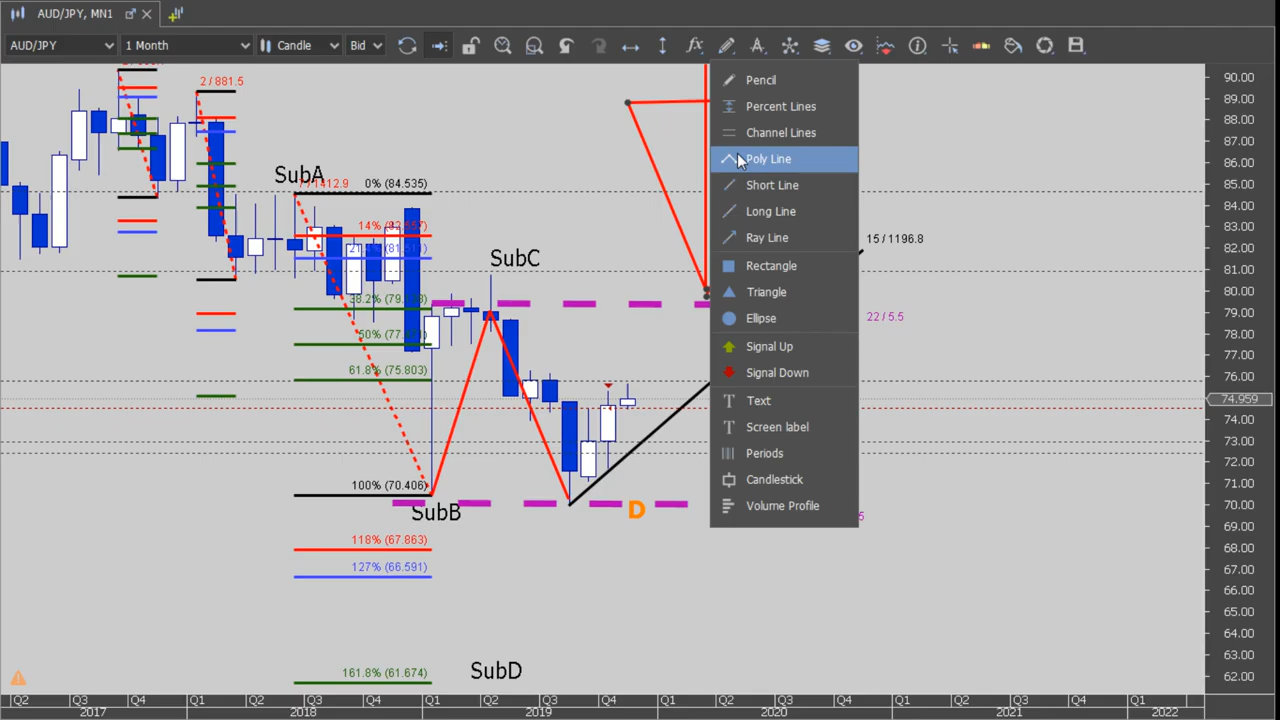 AUD/JPY, MN1
AUD/JPY
1 Month
Candle
Bid
Pencil
Percent Lines
Channel Lines
Poly Line
Short Line
Long Line
Ray Line
Rectangle
Triangle
Ellipse
Signal Up
Signal Down
Text
Screen label
Periods
Candlestick
Volume Profile
2 / 881.5
SubA
1412.9
0% (84.535)
SubC
50%
61.8% (75.803)
100% (70.406)
SubB
118% (67.863)
127% (66.591)
161.8% (61.674)
SubD
D
15 / 1196.8
22 / 5.5
90.00
89.00
88.00
87.00
86.00
85.00
84.00
83.00
82.00
81.00
80.00
79.00
78.00
77.00
76.00
74.959
74.00
73.00
72.00
71.00
70.00
69.00
68.00
67.00
66.00
65.00
64.00
63.00
62.00
Q2 Q3 Q4 Q1 Q2 Q3 Q4 Q1 Q2 Q3 Q4 Q1 Q2 Q3 Q4 Q1 Q2 Q3 Q4 Q1
2017 2018 2019 2020 2021 2022